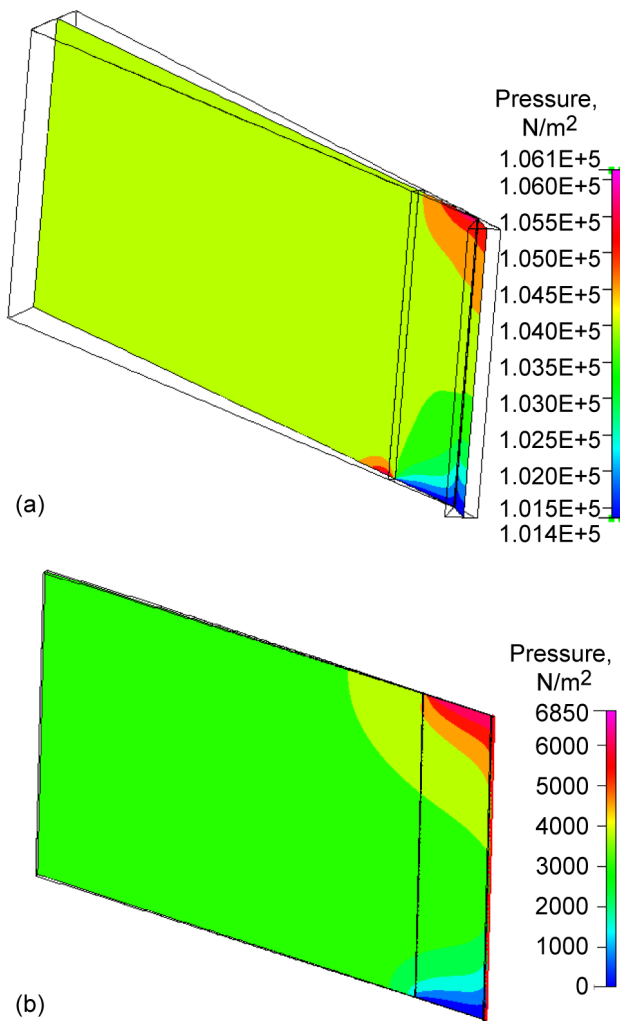 Pressure,
N/m2
1.061E+5
1.060E+5
1.055E+5
1.050E+5
1.045E+5
1.040E+5
1.035E+5
1.030E+5
1.025E+5
1.020E+5
1.015E+5
1.014E+5
(a)
Pressure,
N/m2
6850
6000
5000
4000
3000
2000
1000
0
(b)